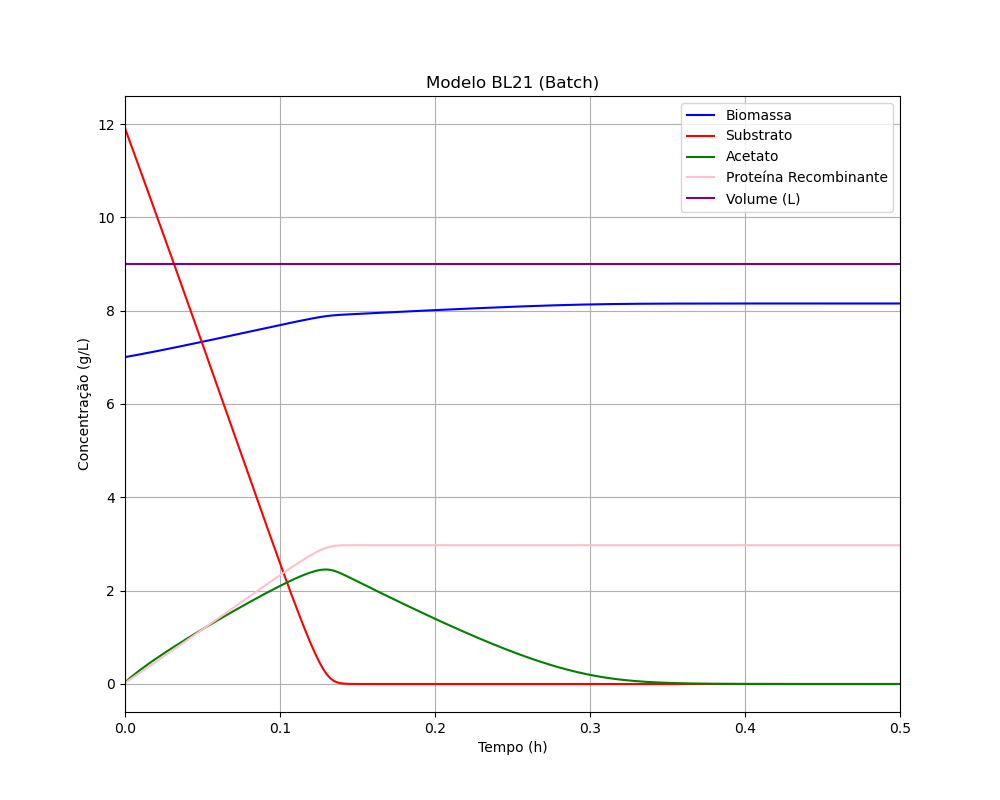 Modelo BL21 (Batch)
Biomassa
Substrato
Acetato
Proteína Recombinante
Volume (L)
Concentração (g/L)
12
10
8
6
4
2
0
0.0 0.1 0.2 0.3 0.4 0.5
Tempo (h)